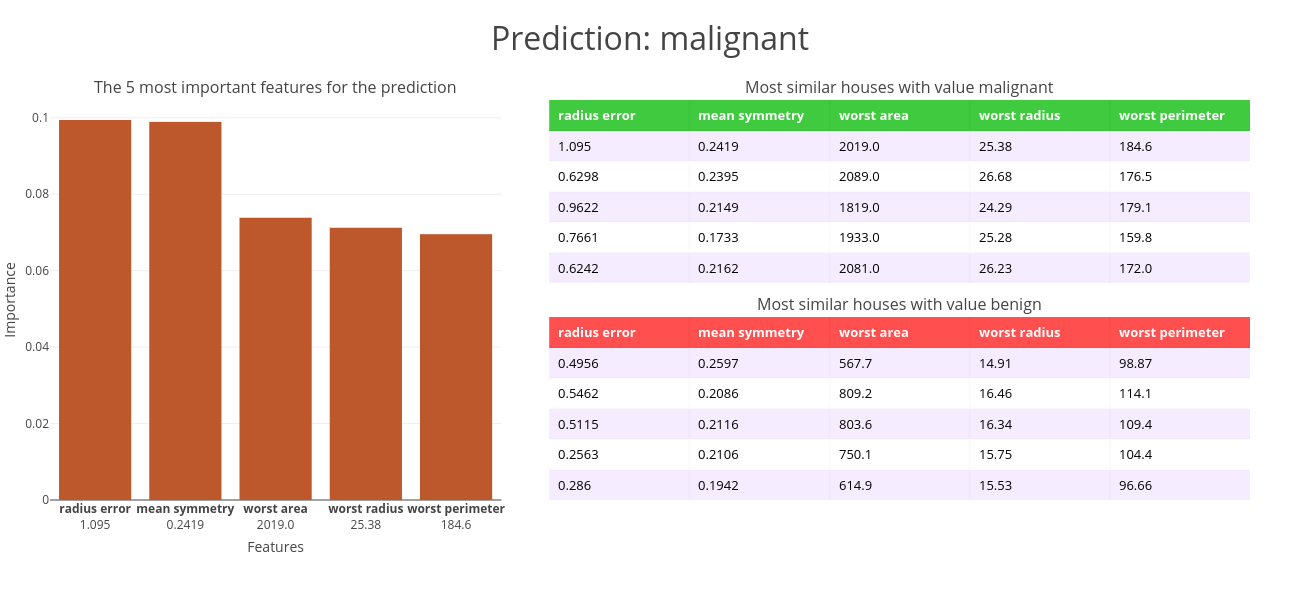 Prediction: malignant
The 5 most important features for the prediction
Importance
0.1
0.08
0.06
0.04
0.02
0
radius error mean symmetry worst area worst radius worst perimeter
1.095 0.2419 2019.0 25.38 184.6
Features
Most similar houses with value malignant
radius error mean symmetry worst area worst radius worst perimeter
1.095 0.2419 2019.0 25.38 184.6
0.6298 0.2395 2089.0 26.68 176.5
0.9622 0.2149 1819.0 24.29 179.1
0.7661 0.1733 1933.0 25.28 159.8
0.6242 0.2162 2081.0 26.23 172.0
Most similar houses with value benign
radius error mean symmetry worst area worst radius worst perimeter
0.4956 0.2597 567.7 14.91 98.87
0.5462 0.2086 809.2 16.46 114.1
0.5115 0.2116 803.6 16.34 109.4
0.2563 0.2106 750.1 15.75 104.4
0.286 0.1942 614.9 15.53 96.66